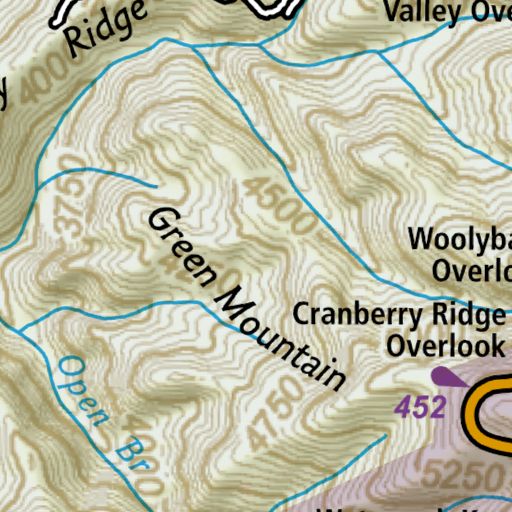 Valley Ove
Ridge
400
y
3750
4500
Green Mountain
Woolyba
Overlo
Cranberry Ridge
Overlook
452
Open Br
4750
5250